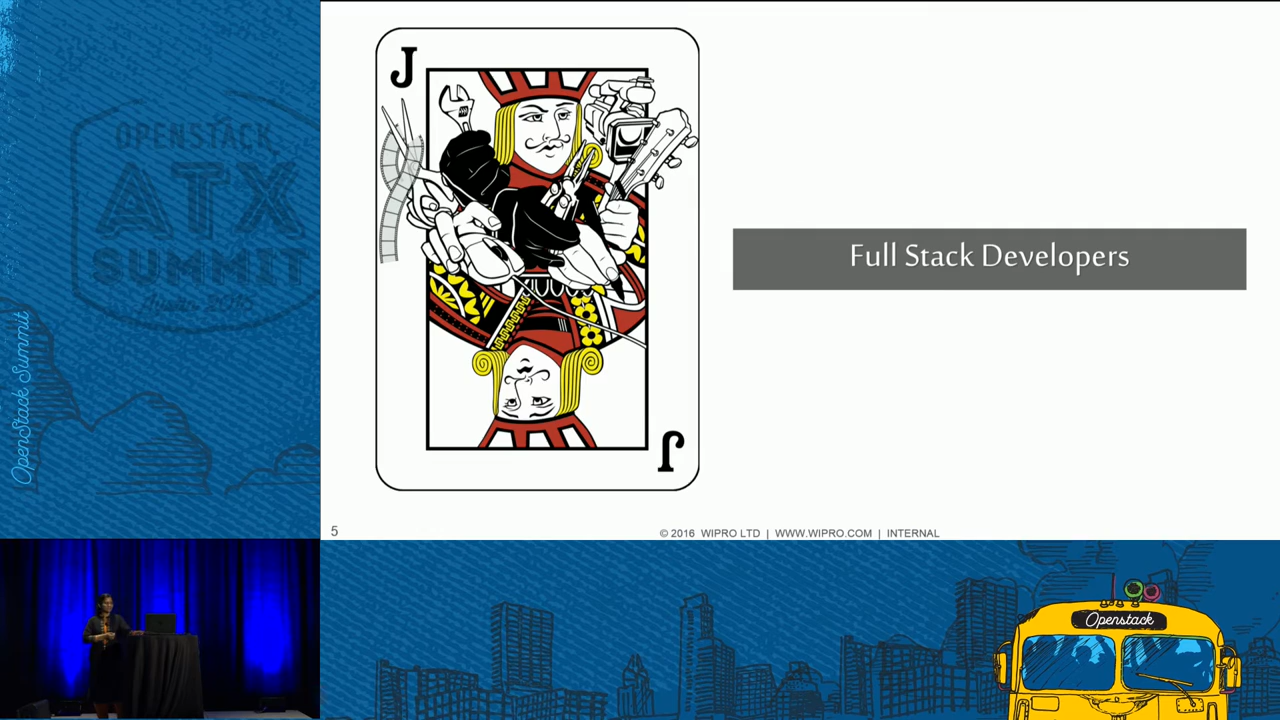 OPENSTACK
ATX
SUMMIT
OpenStack Summit
J
Full Stack Developers
J
5
© 2016 WIPRO LTD | WWW.WIPRO.COM | INTERNAL
Openstack